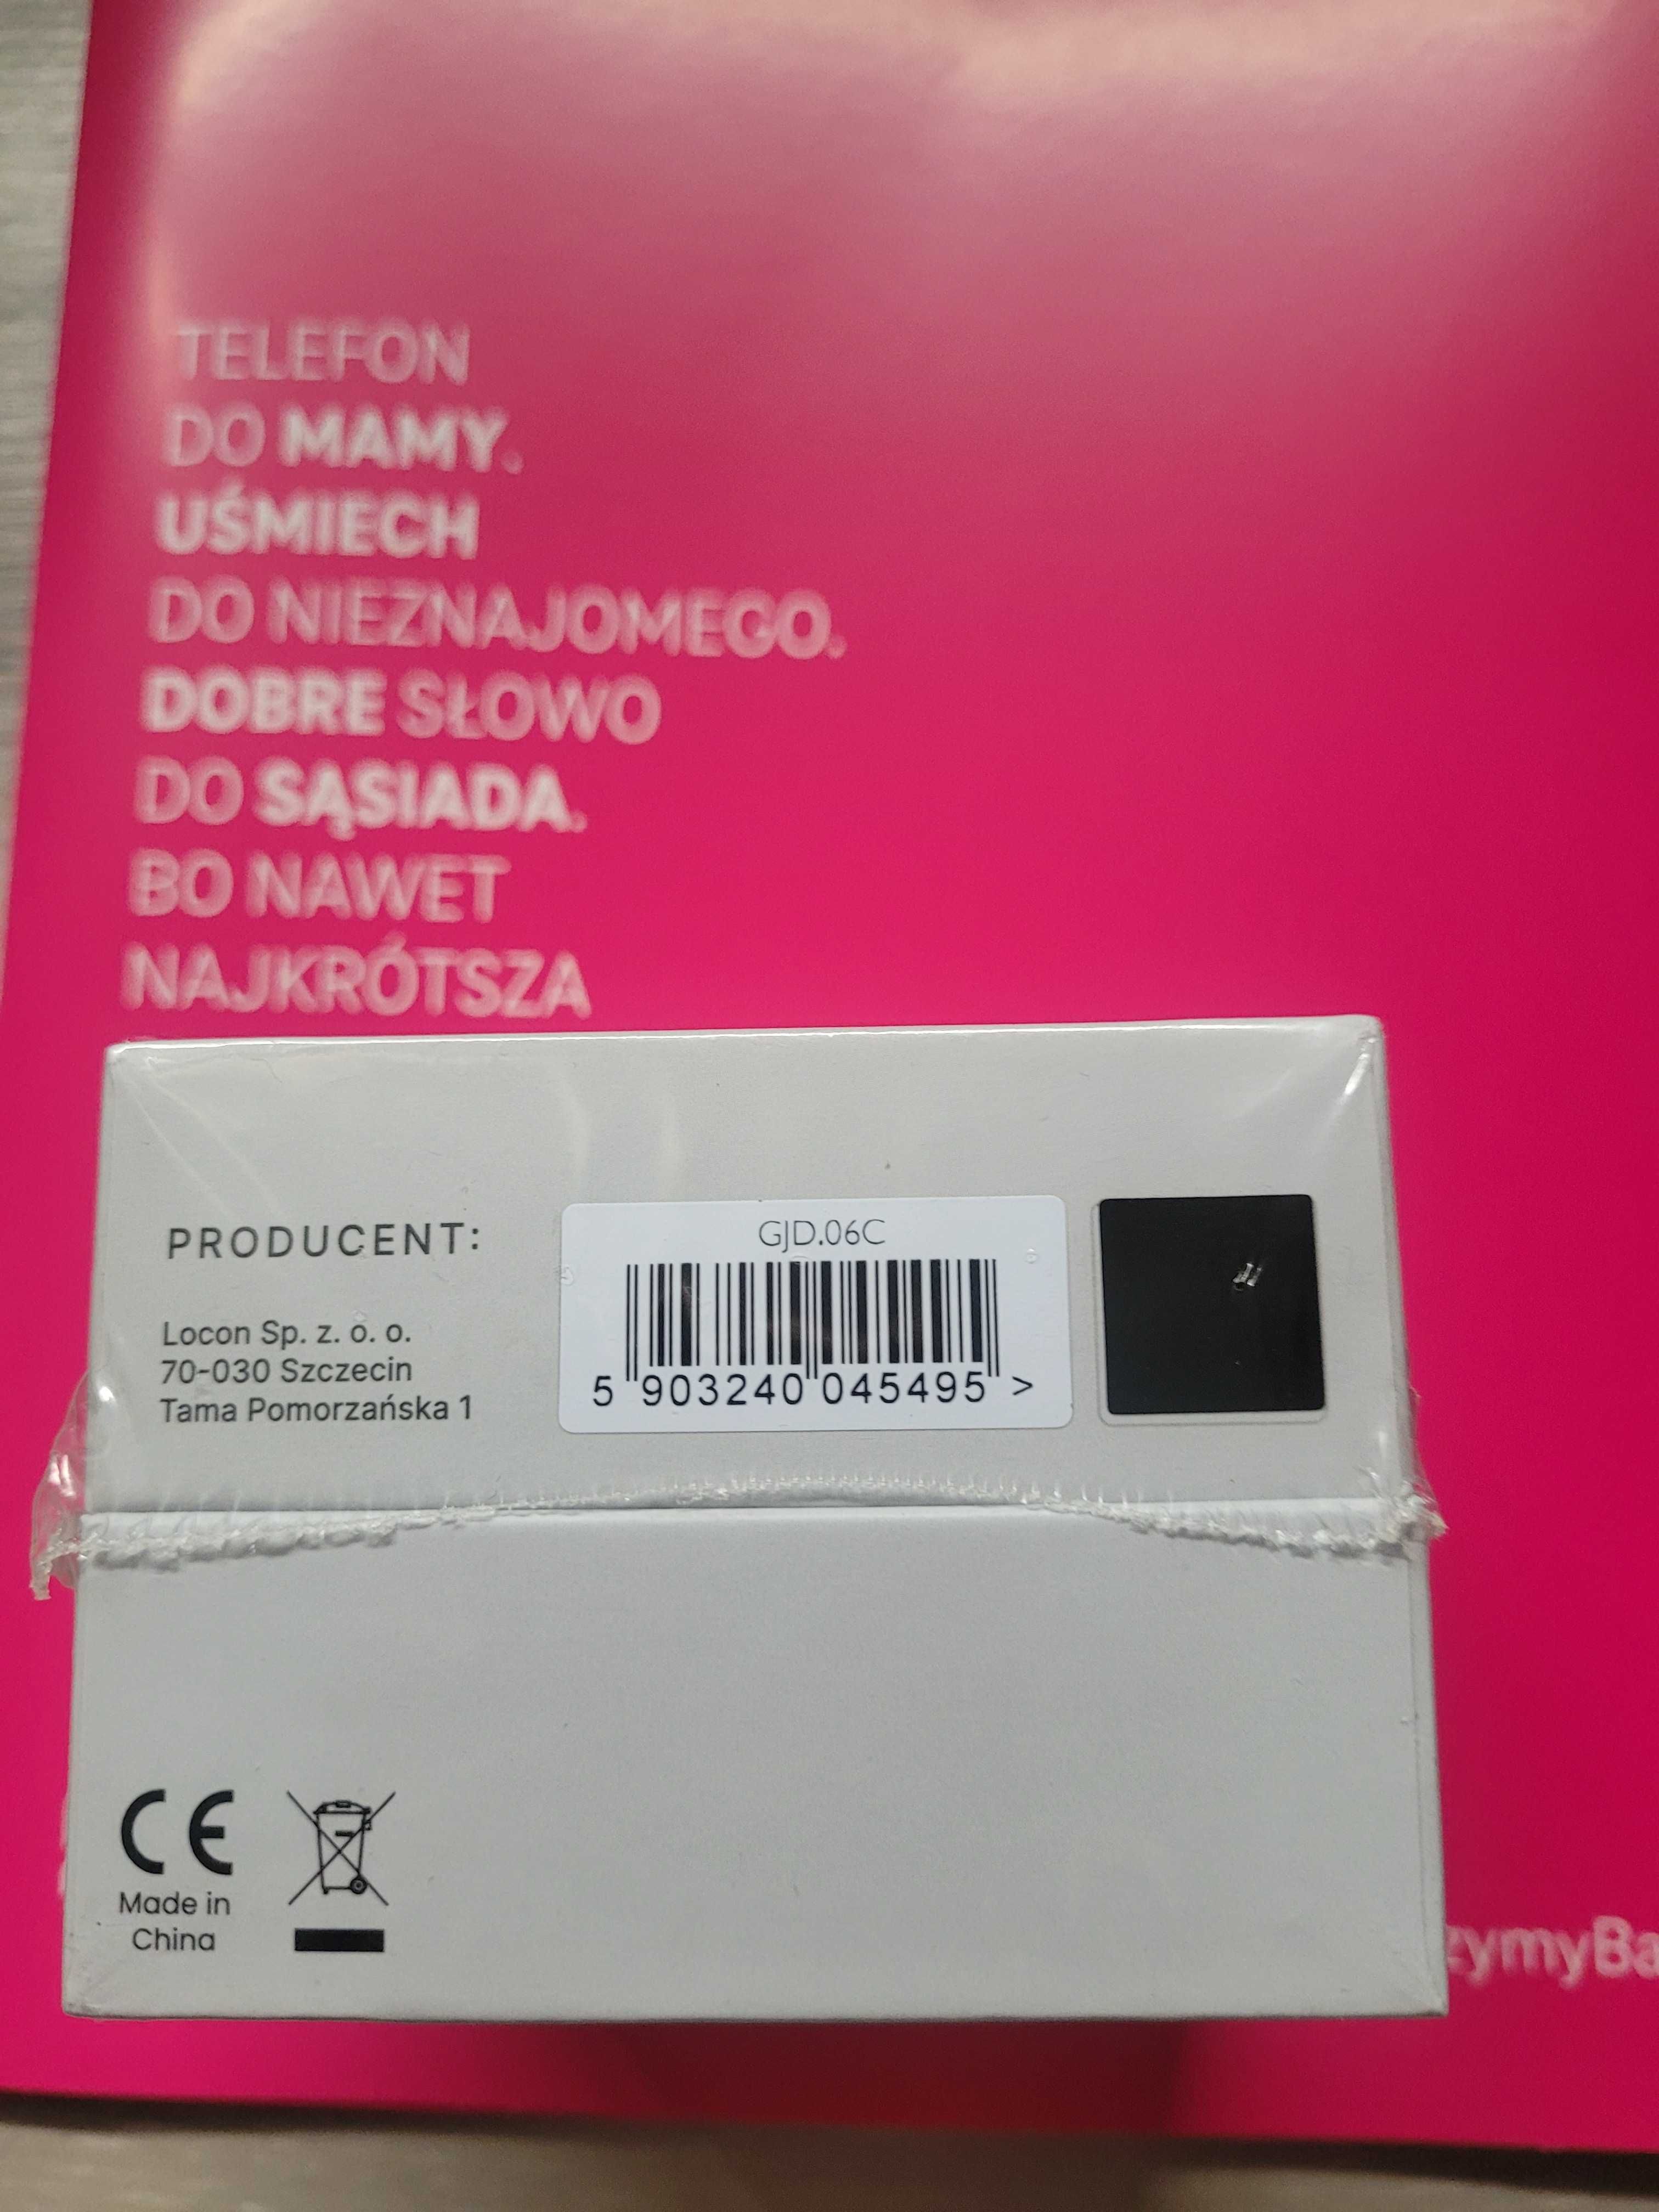 TELEFON
DO MAMY.
UŚMIECH
DO NIEZNAJOMEGO.
DOBRE SŁOWO
DO SĄSIADA.
BO NAWET
NAJKRÓTSZA
PRODUCENT:
Locon Sp. z. o. o.
70-030 Szczecin
Tama Pomorzańska 1
GJD.06C
5 903240 045495 >
CE
Made in
China
zymyBa